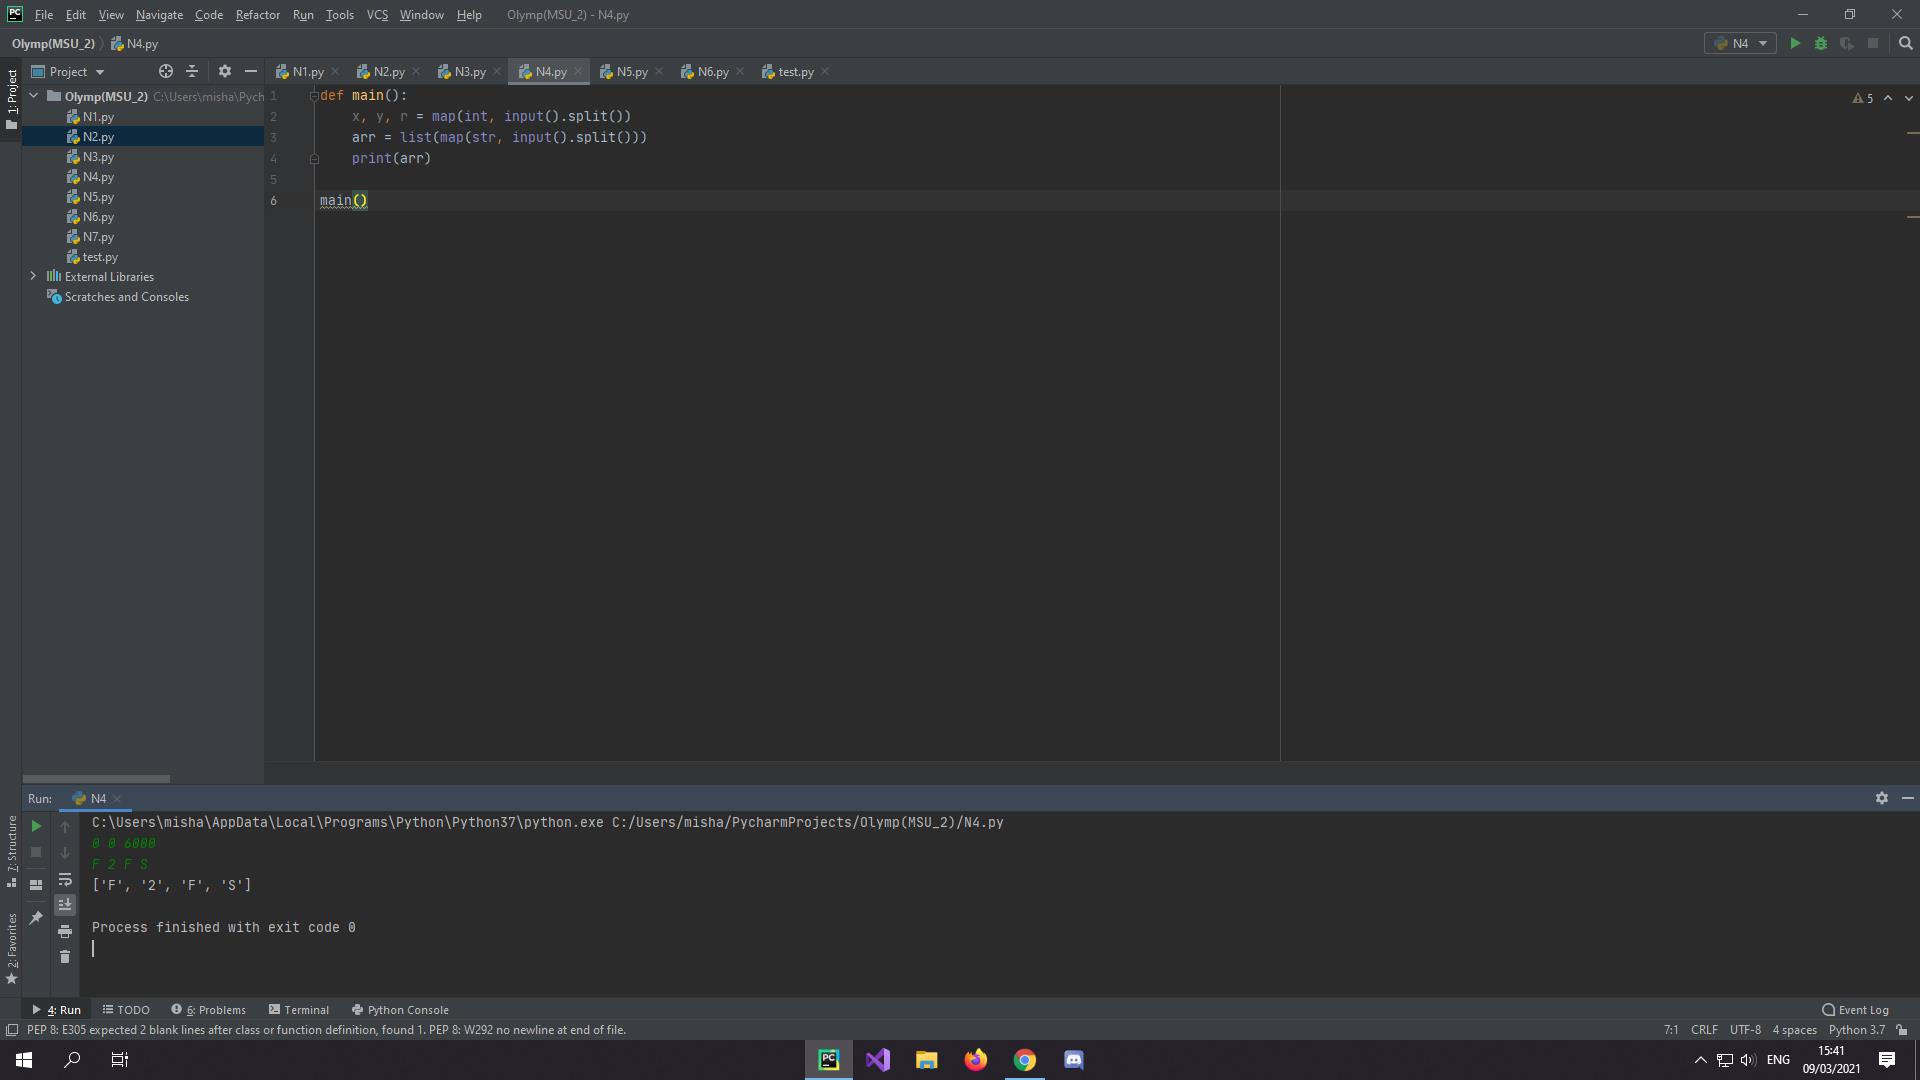 PC File Edit View Navigate Code Refactor Run Tools VCS Window Help Olymp(MSU_2) - N4.py
Olymp(MSU_2) N4.py N4
1: Project
Project
N1.py N2.py N3.py N4.py N5.py N6.py test.py
Olymp(MSU_2) C:\Users\misha\Pych
N1.py
N2.py
N3.py
N4.py
N5.py
N6.py
N7.py
test.py
External Libraries
Scratches and Consoles
1 def main():
2 x, y, r = map(int, input().split())
3 arr = list(map(str, input().split()))
4 print(arr)
5
6 main()
5
Run: N4
C:\Users\misha\AppData\Local\Programs\Python\Python37\python.exe C:/Users/misha/PycharmProjects/Olymp(MSU_2)/N4.py
0 0 6000
F 2 F S
['F', '2', 'F', 'S']
Process finished with exit code 0
7: Structure
2: Favorites
4: Run TODO 6: Problems Terminal Python Console Event Log
PEP 8: E305 expected 2 blank lines after class or function definition, found 1. PEP 8: W292 no newline at end of file. 7:1 CRLF UTF-8 4 spaces Python 3.7
PC ENG 15:41
09/03/2021